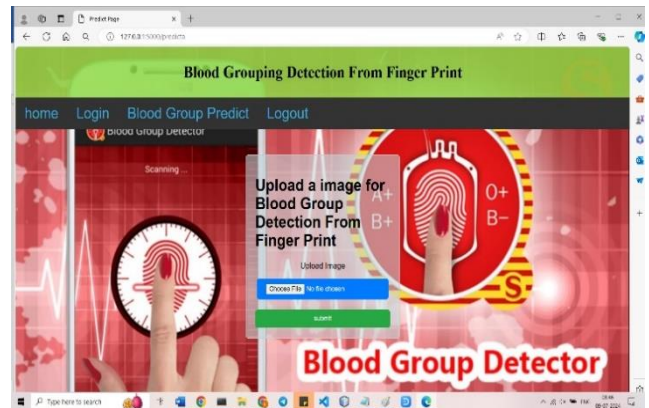 Predict Page
127.0.0.1:5000/predicta
Blood Grouping Detection From Finger Print
home Login Blood Group Predict Logout
Blood Group Detector
Scanning ...
A+
B+
O+
B-
Upload a image for
Blood Group
Detection From
Finger Print
Upload Image
Choose File No file chosen
submit
S
Blood Group Detector
Type here to search